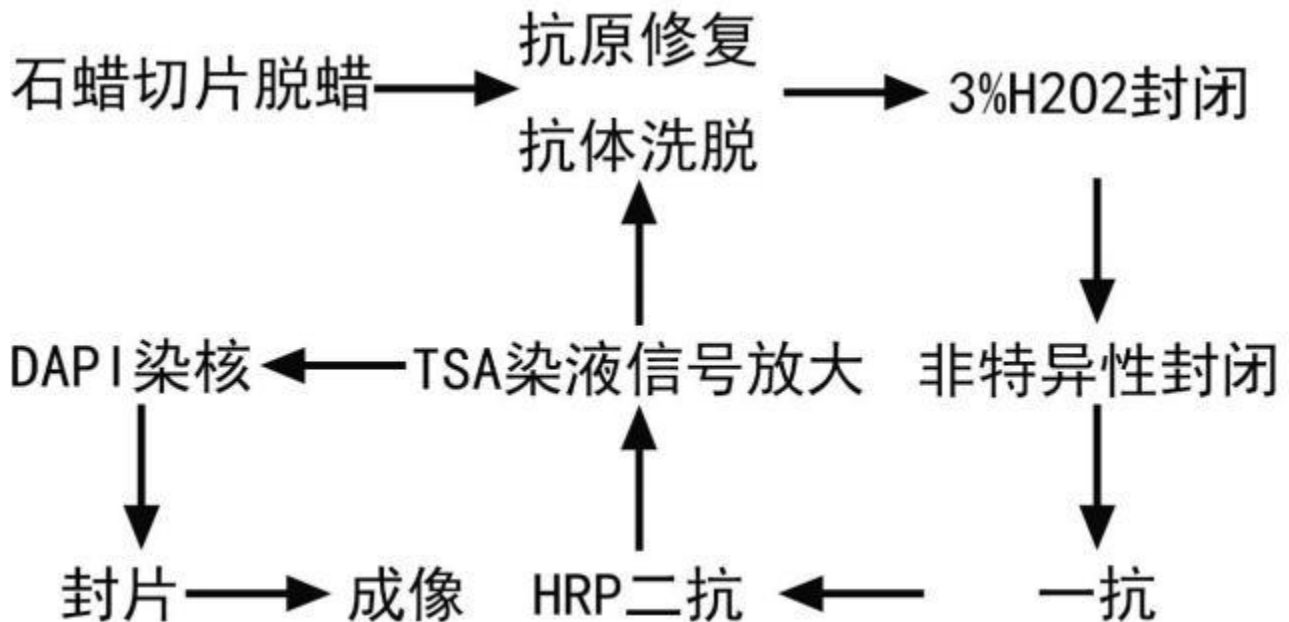 石蜡切片脱蜡
抗原修复
抗体洗脱
3%H2O2封闭
DAPI染核
TSA染液信号放大
非特异性封闭
封片
成像
HRP二抗
一抗